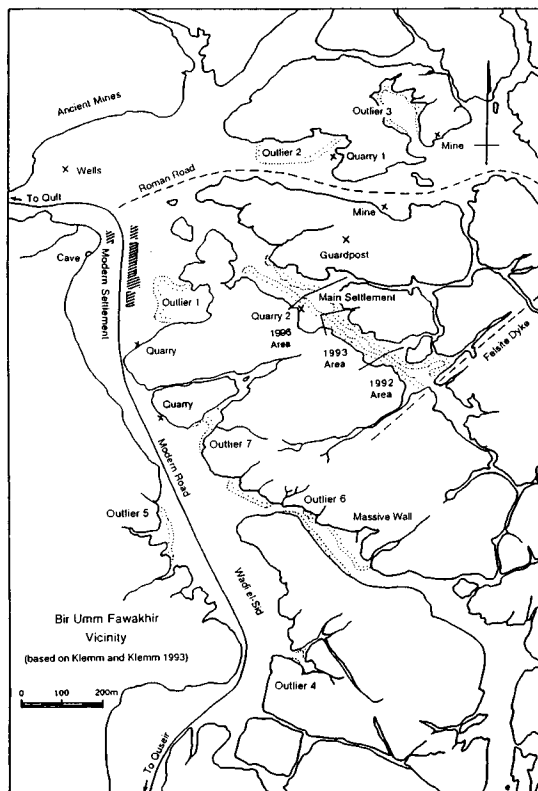 Ancient Mines
Outlier 3
Mine
Outlier 2
Quarry 1
Wells
Roman Road
To Quft
Mine
Guardpost
Cave
Modern Settlement
Outlier 1
Main Settlement
Quarry 2
1996
Area
Felsite Dyke
Quarry
1993
Area
1992
Area
Quarry
Modern Road
Outlier 7
Outlier 6
Outlier 5
Massive Wall
Wadi el-Sid
Bir Umm Fawakhir
Vicinity
(based on Klemm and Klemm 1993)
0 100 200m
Outlier 4
To Quseir